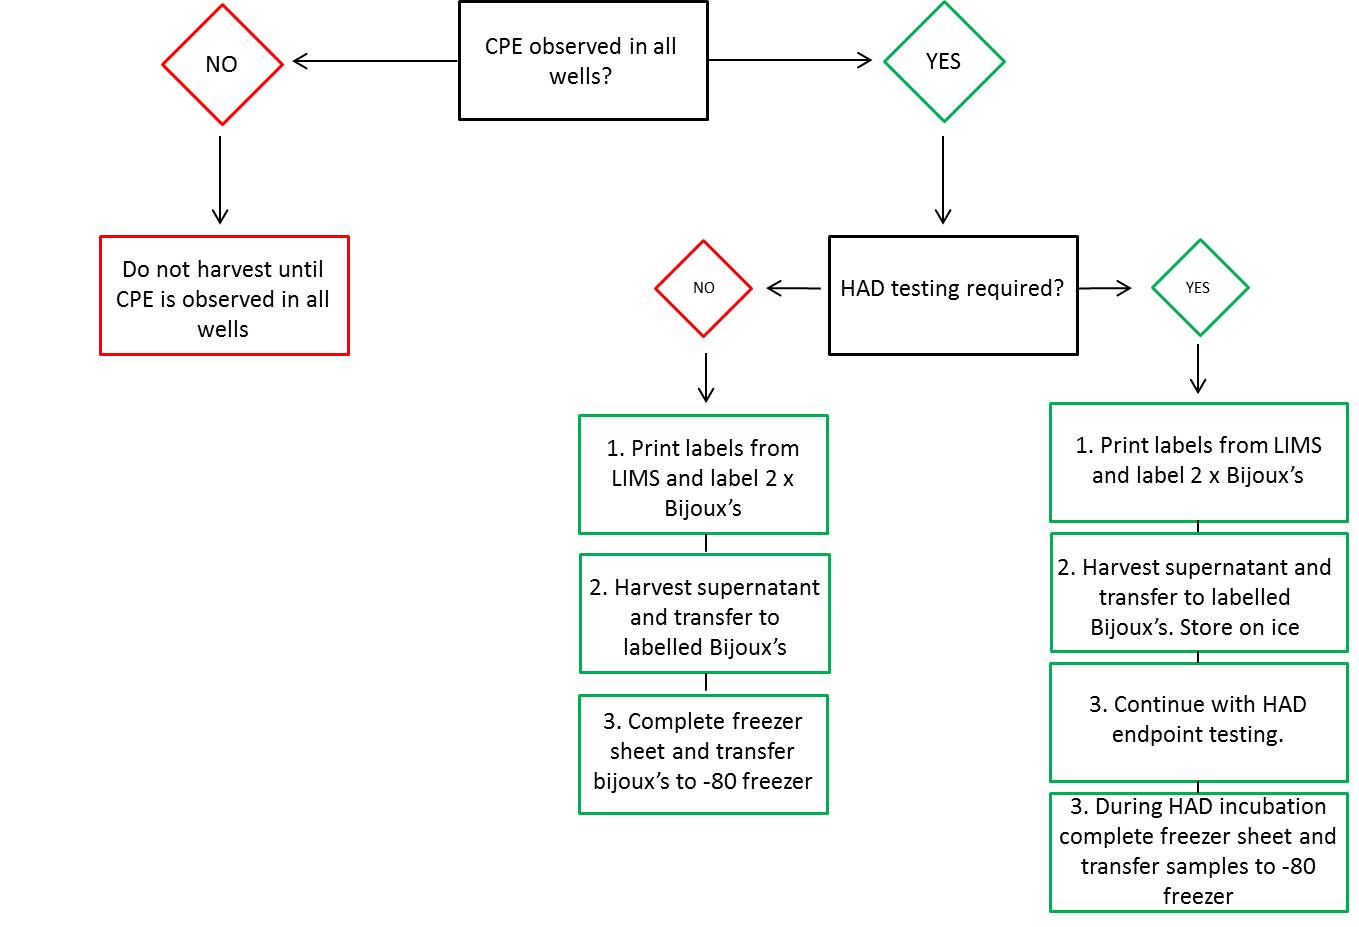 NO
CPE observed in all
wells?
YES
Do not harvest until
CPE is observed in all
wells
NO
HAD testing required?
YES
1. Print labels from
LIMS and label 2 x
Bijoux’s
2. Harvest supernatant
and transfer to
labelled Bijoux’s
3. Complete freezer
sheet and transfer
bijoux’s to -80 freezer
1. Print labels from LIMS
and label 2 x Bijoux’s
2. Harvest supernatant and
transfer to labelled
Bijoux’s. Store on ice
3. Continue with HAD
endpoint testing.
3. During HAD incubation
complete freezer sheet and
transfer samples to -80
freezer